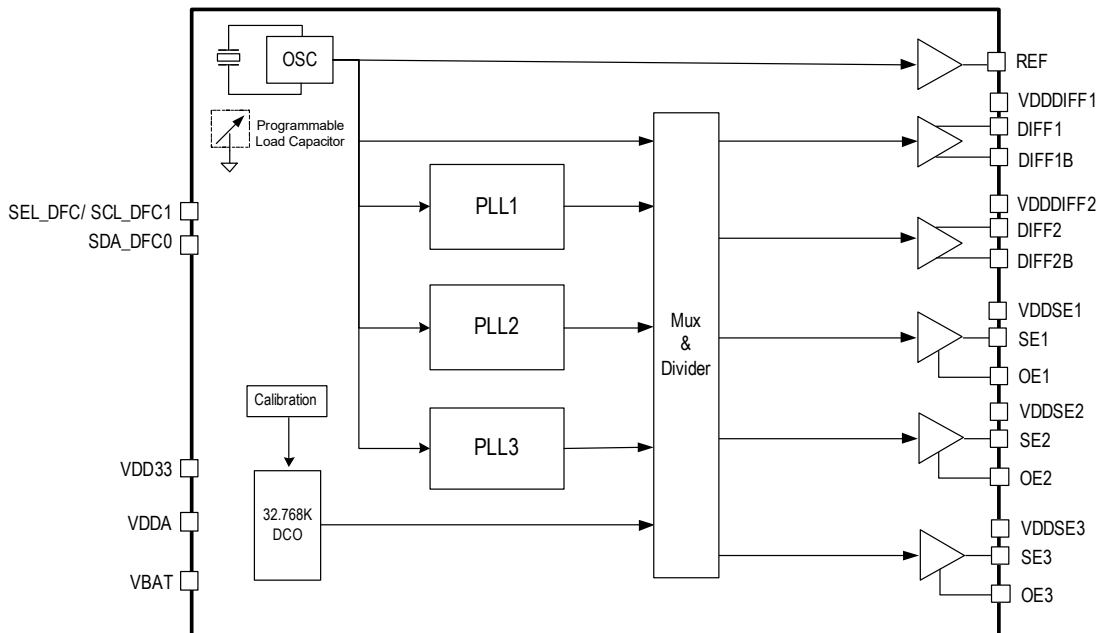 OSC
REF
VDDDIFF1
Programmable
Load Capacitor
DIFF1
DIFF1B
PLL1
SEL_DFC/ SCL_DFC1
VDDDIFF2
SDA_DFC0
DIFF2
DIFF2B
PLL2
Mux
&
Divider
VDDSE1
SE1
OE1
Calibration
VDDSE2
PLL3
SE2
VDD33
OE2
32.768K
DCO
VDDA
VDDSE3
SE3
VBAT
OE3